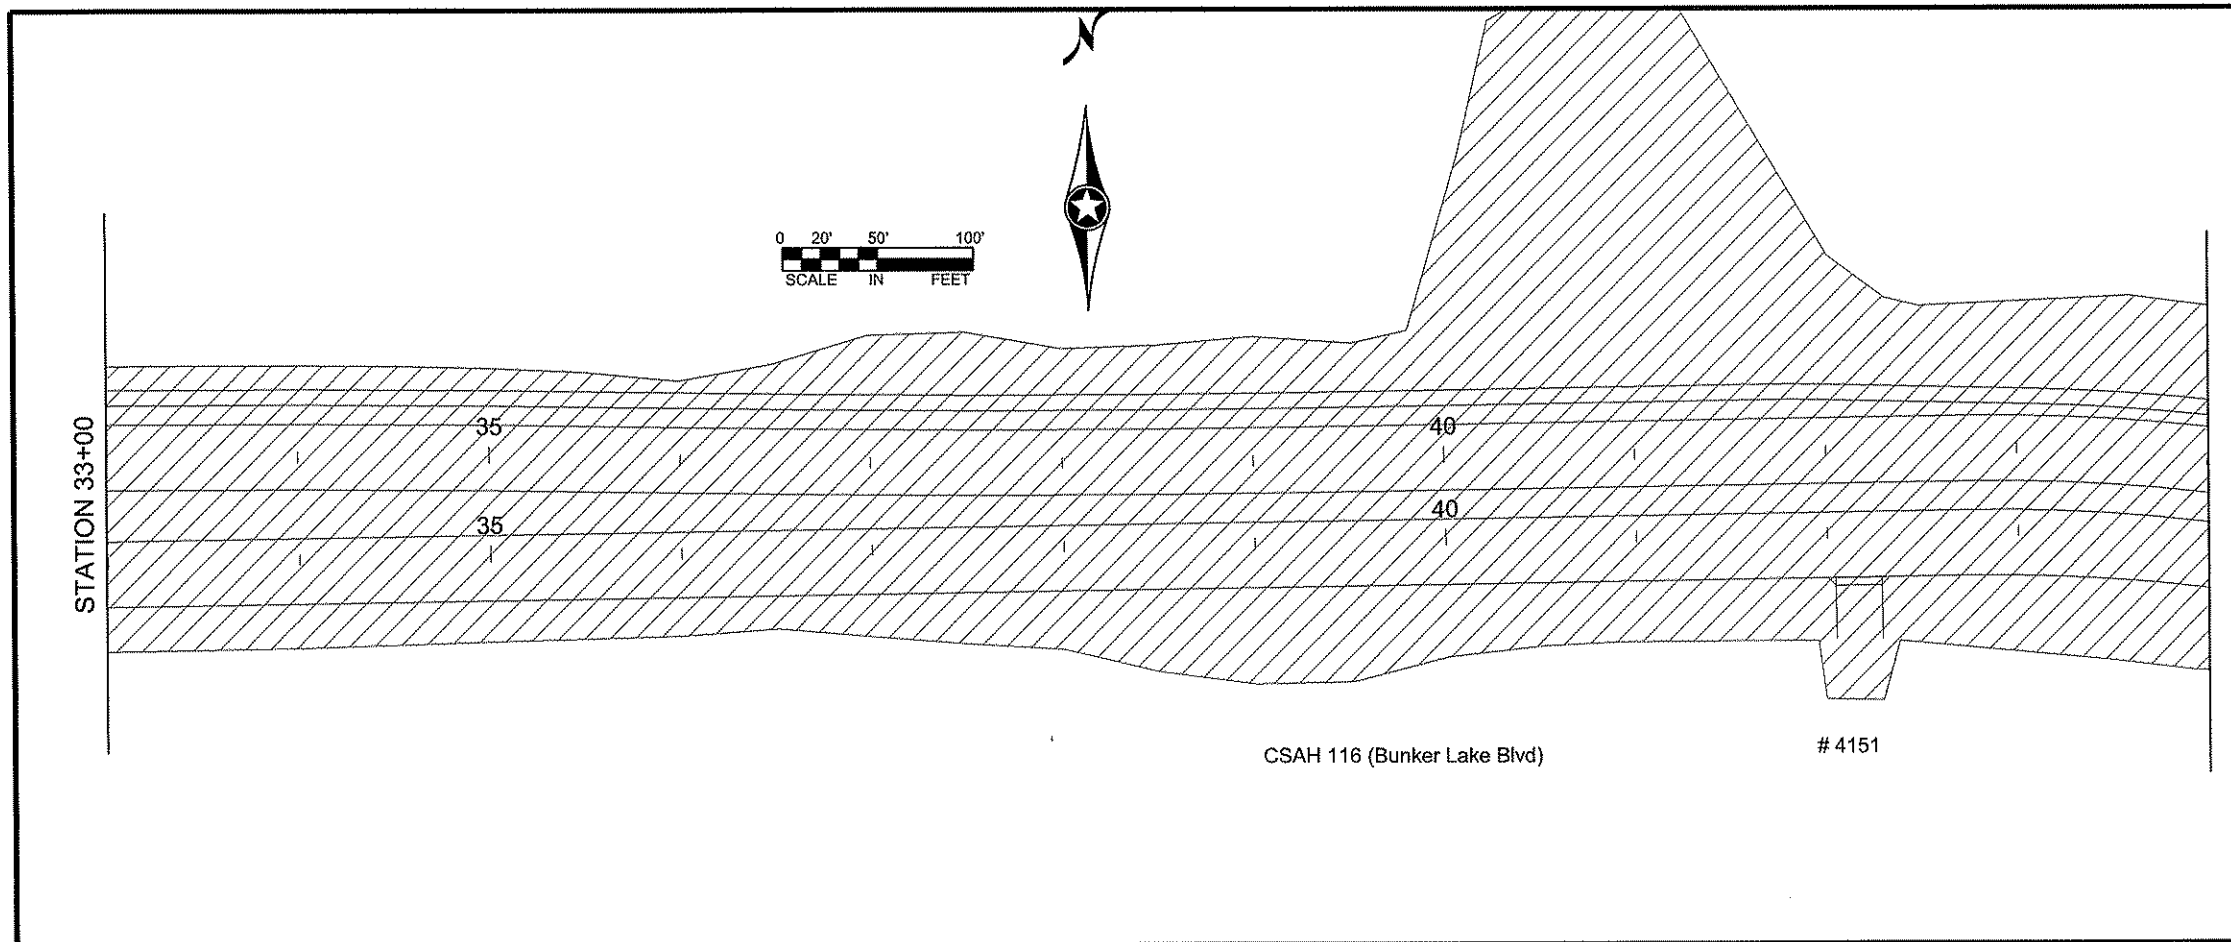 N
0 20' 50' 100'
SCALE IN FEET
STATION 33+00
35
40
35
40
CSAH 116 (Bunker Lake Blvd)
# 4151